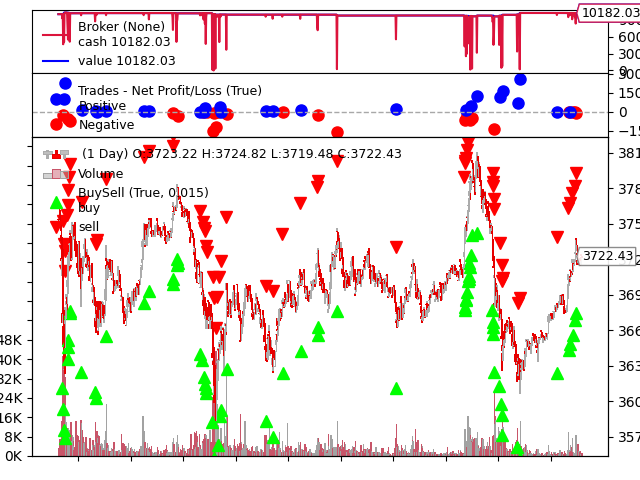 Broker (None)
cash 10182.03
value 10182.03
10182.03
600
300
0
Trades - Net Profit/Loss (True)
Positive
Negative
300
150
0
(1 Day) O:3723.22 H:3724.82 L:3719.48 C:3722.43
Volume
BuySell (True, 0.015)
buy
sell
381
378
375
3722.43
369
366
363
360
357
48K
40K
32K
24K
16K
8K
0K